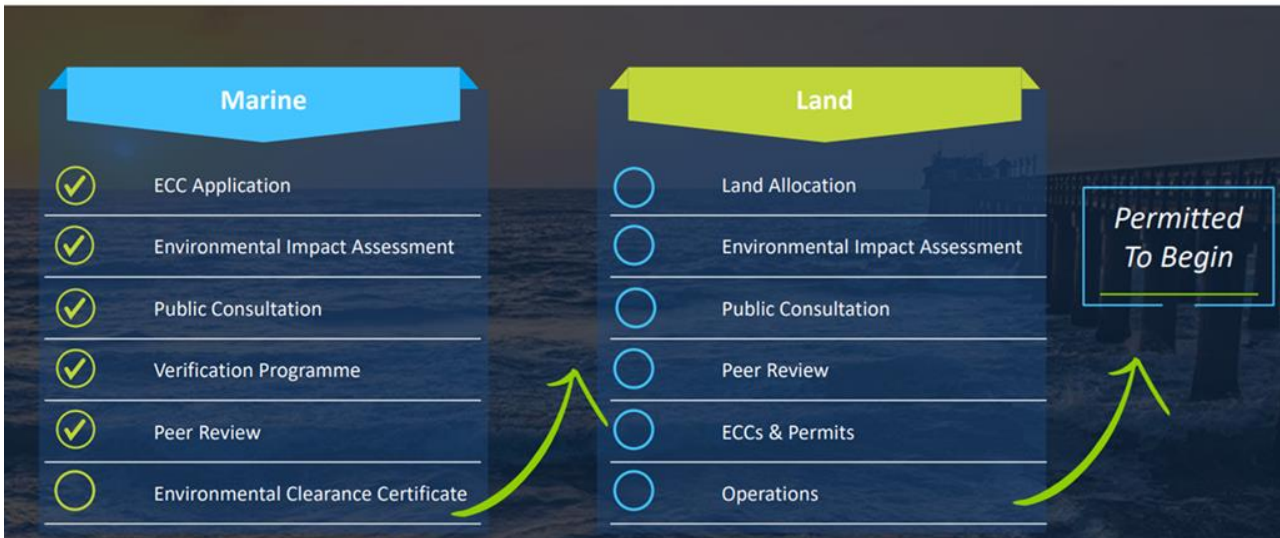 Marine
ECC Application
Environmental Impact Assessment
Public Consultation
Verification Programme
Peer Review
Environmental Clearance Certificate
Land
Land Allocation
Environmental Impact Assessment
Public Consultation
Peer Review
ECCs & Permits
Operations
Permitted
To Begin